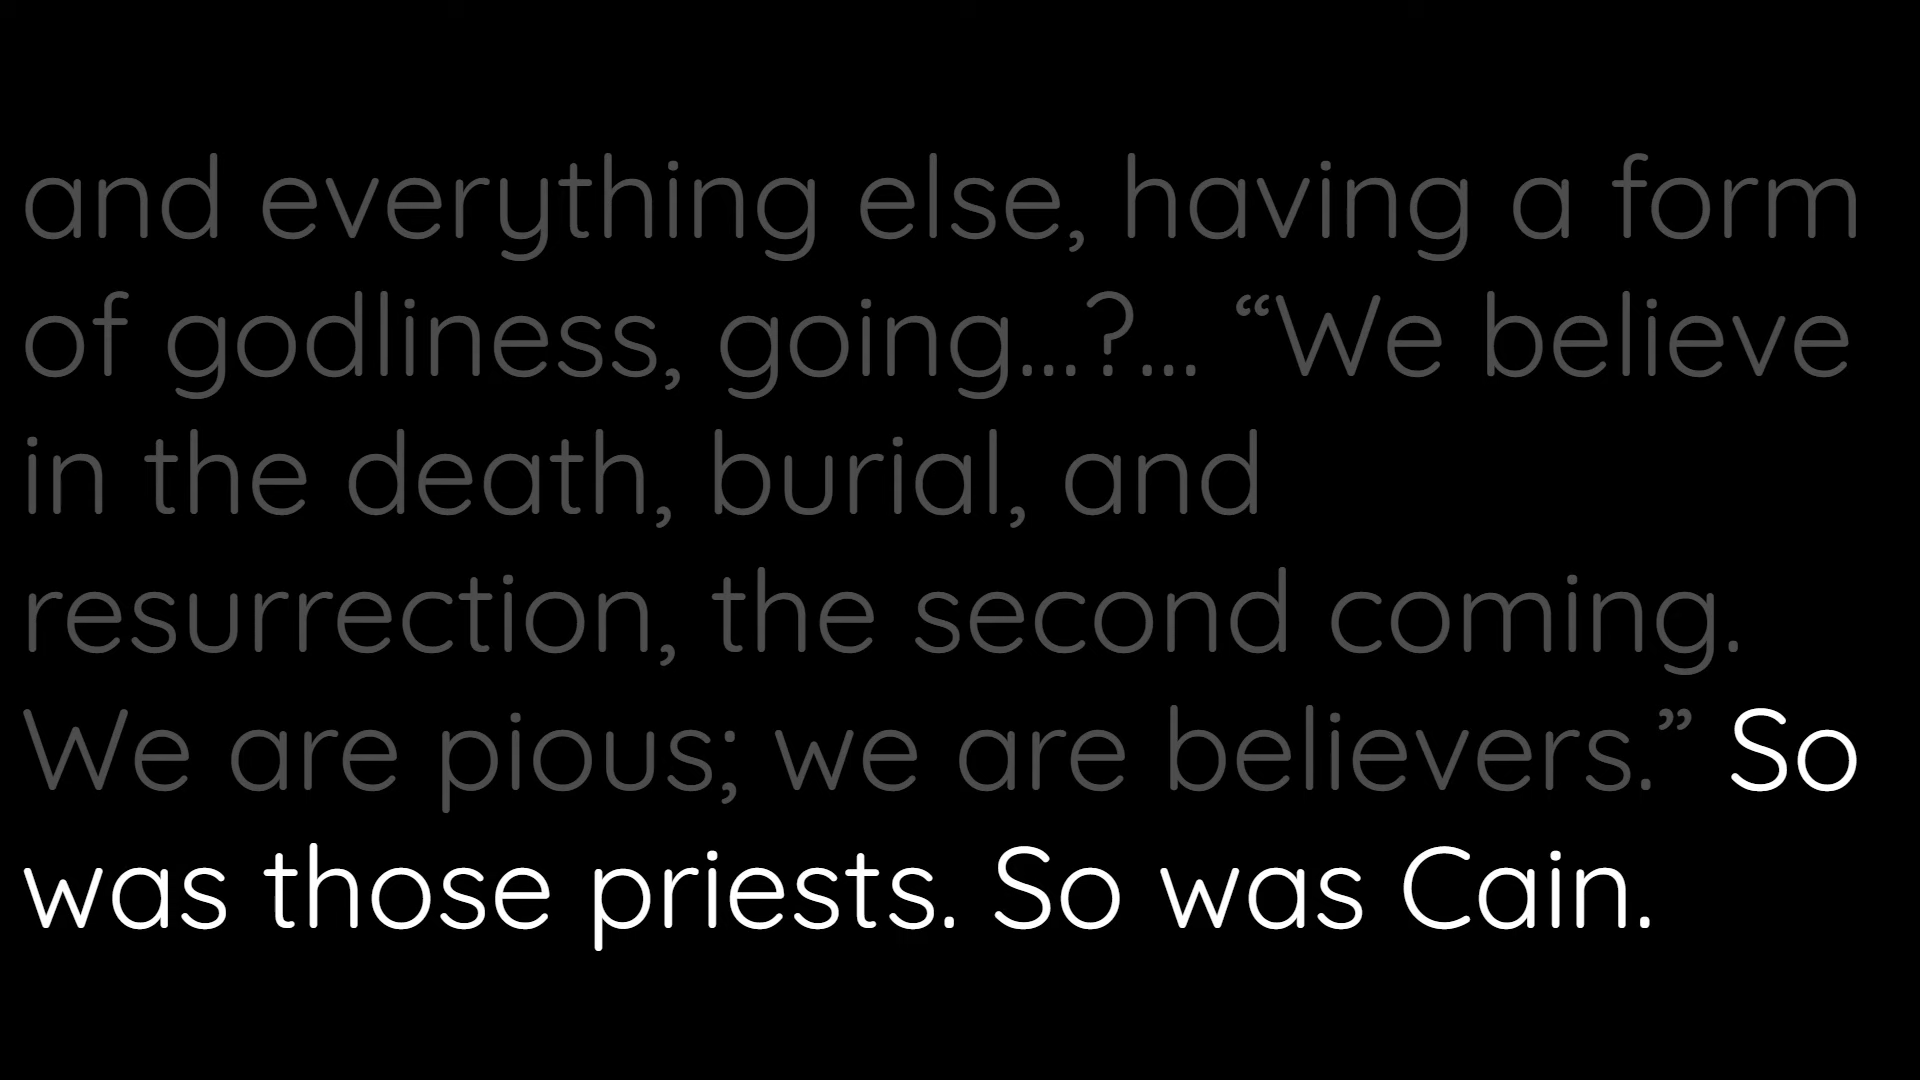 and everything else, having a form
of godliness, going...?... “We believe
in the death, burial, and
resurrection, the second coming.
We are pious; we are believers.” So
was those priests. So was Cain.